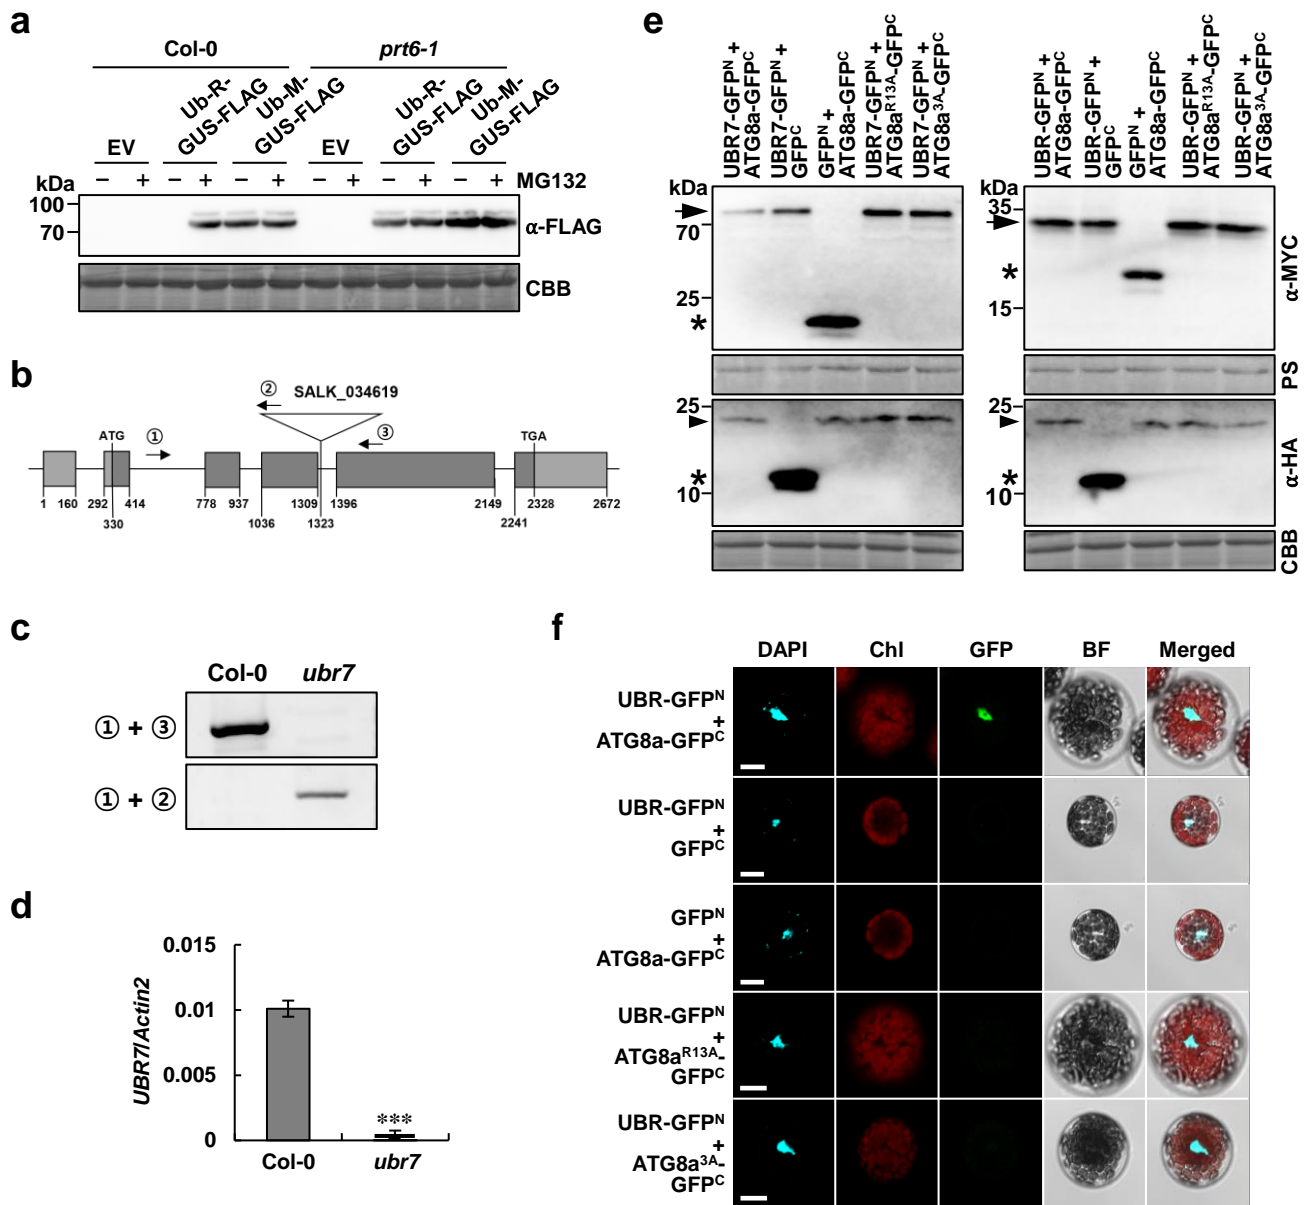 a
Col-0
prt6-1
EV
Ub-R-
GUS-FLAG
Ub-M-
GUS-FLAG
EV
Ub-R-
GUS-FLAG
Ub-M-
GUS-FLAG
− + − + − + − + − + − + MG132
kDa
100
70
α-FLAG
CBB
b
SALK_034619
①
②
③
ATG
TGA
1 160 292 414 778 937 1309 1396 2149 2328 2672
330 1036 1323 2241
c
Col-0 ubr7
① + ③
① + ②
d
UBR7/Actin2
0.015
0.01
0.005
0
***
Col-0 ubr7
e
UBR7-GFPᴺ +
ATG8a-GFPᶜ
UBR7-GFPᴺ +
GFPᶜ
GFPᴺ +
ATG8a-GFPᶜ
UBR7-GFPᴺ +
ATG8aᴿ¹³ᴬ-GFPᶜ
UBR7-GFPᴺ +
ATG8a³ᴬ-GFPᶜ
kDa
70
25
*
25
*
10
UBR-GFPᴺ +
ATG8a-GFPᶜ
UBR-GFPᴺ +
GFPᶜ
GFPᴺ +
ATG8a-GFPᶜ
UBR-GFPᴺ +
ATG8aᴿ¹³ᴬ-GFPᶜ
UBR-GFPᴺ +
ATG8a³ᴬ-GFPᶜ
kDa
35
*
15
25
*
10
α-MYC
PS
α-HA
CBB
f
DAPI Chl GFP BF Merged
UBR-GFPᴺ
+
ATG8a-GFPᶜ
UBR-GFPᴺ
+
GFPᶜ
GFPᴺ
+
ATG8a-GFPᶜ
UBR-GFPᴺ
+
ATG8aᴿ¹³ᴬ-
GFPᶜ
UBR-GFPᴺ
+
ATG8a³ᴬ-
GFPᶜ